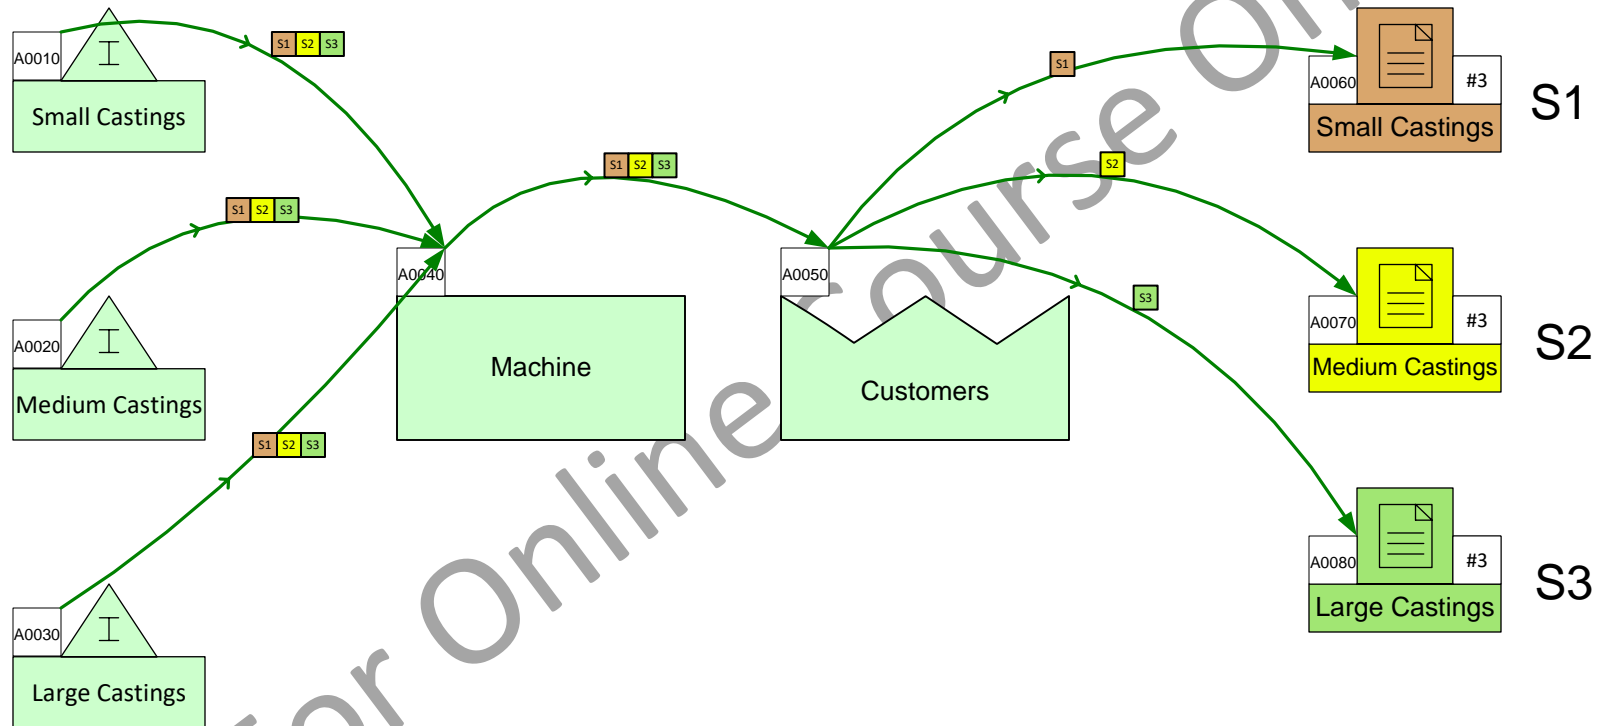 A0010
I
Small Castings
S1 S2 S3
S1
A0060
#3
Small Castings
S1
S1 S2 S3
S2
S1 S2 S3
A0040
A0050
S3
A0020
I
Medium Castings
Machine
Customers
A0070
#3
Medium Castings
S2
S1 S2 S3
A0030
I
Large Castings
A0080
#3
Large Castings
S3
for Online Course On